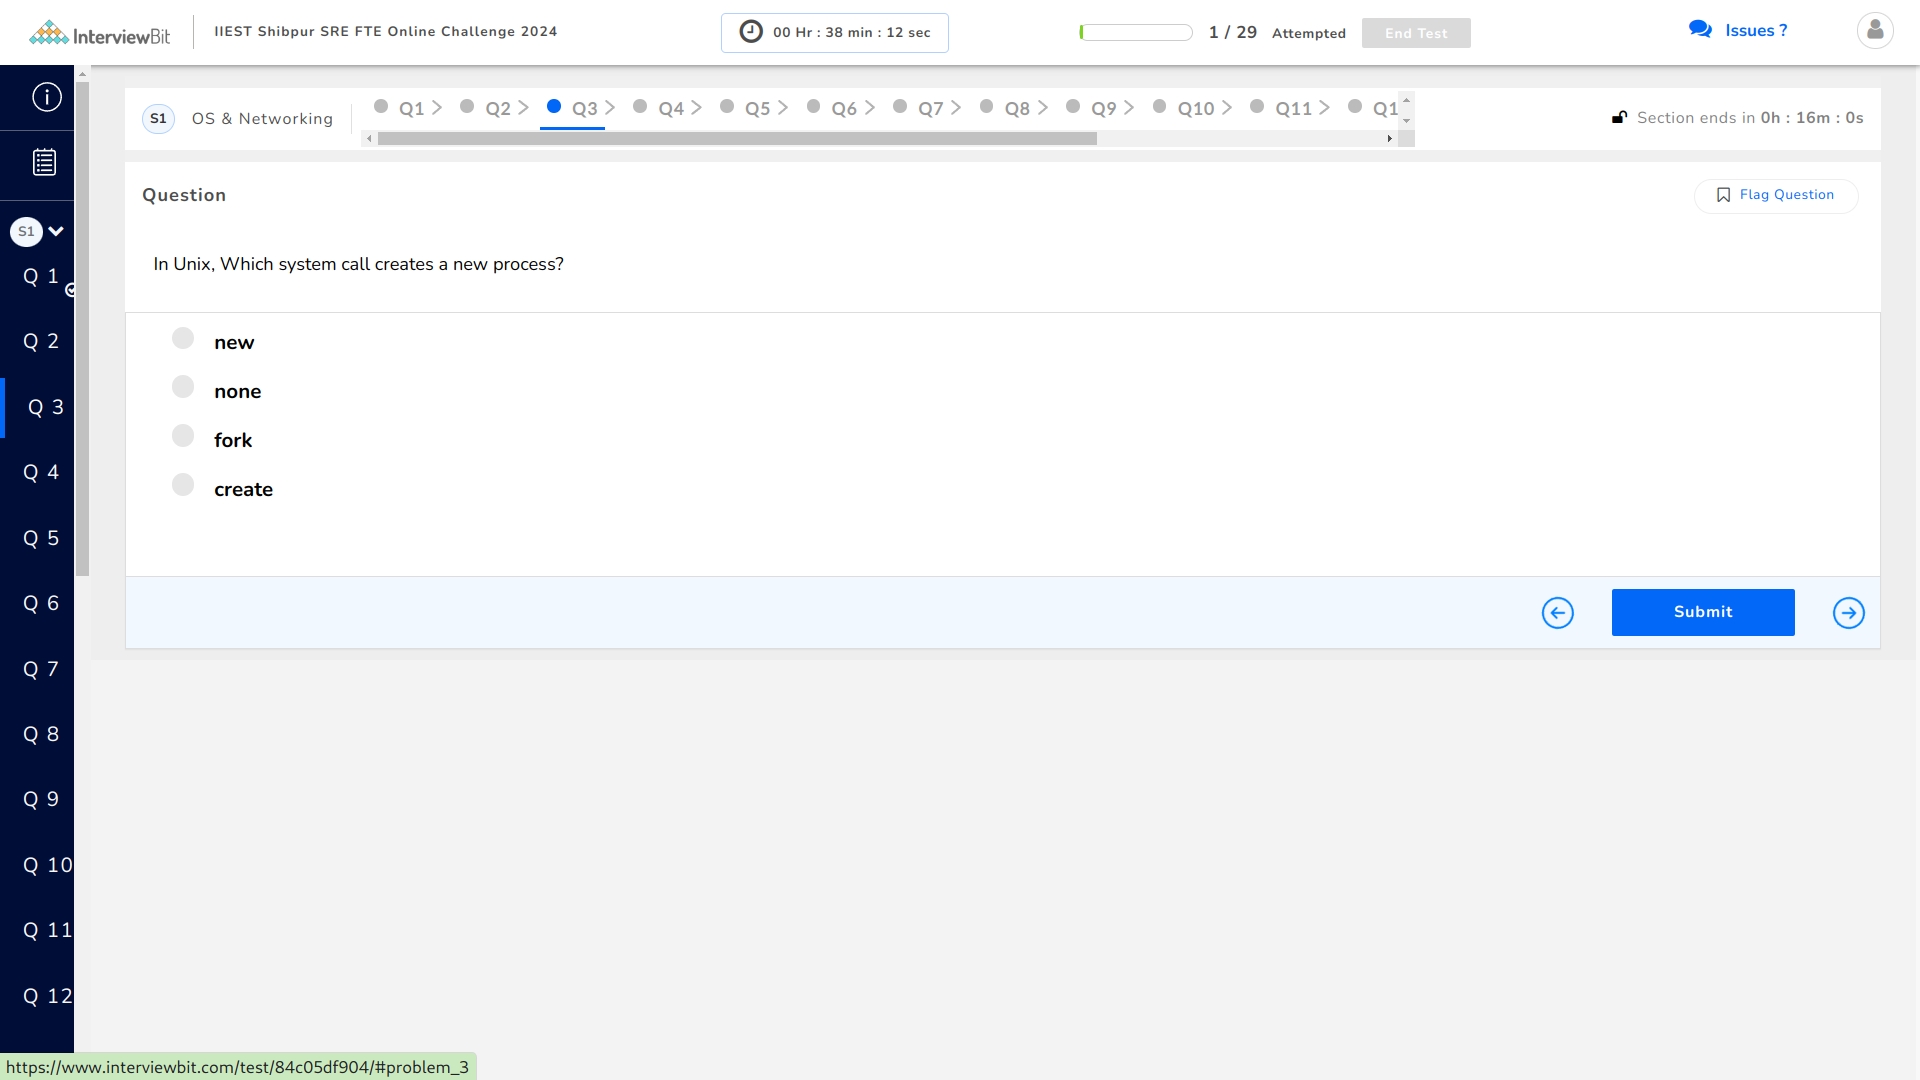 InterviewBit
IIEST Shibpur SRE FTE Online Challenge 2024
00 Hr : 38 min : 12 sec
1 / 29 Attempted
End Test
Issues ?
S1 OS & Networking
Q1 Q2 Q3 Q4 Q5 Q6 Q7 Q8 Q9 Q10 Q11 Q1
Section ends in 0h : 16m : 0s
S1
Q 1
Q 2
Q 3
Q 4
Q 5
Q 6
Q 7
Q 8
Q 9
Q 10
Q 11
Q 12
Question
Flag Question
In Unix, Which system call creates a new process?
new
none
fork
create
Submit
https://www.interviewbit.com/test/84c05df904/#problem_3